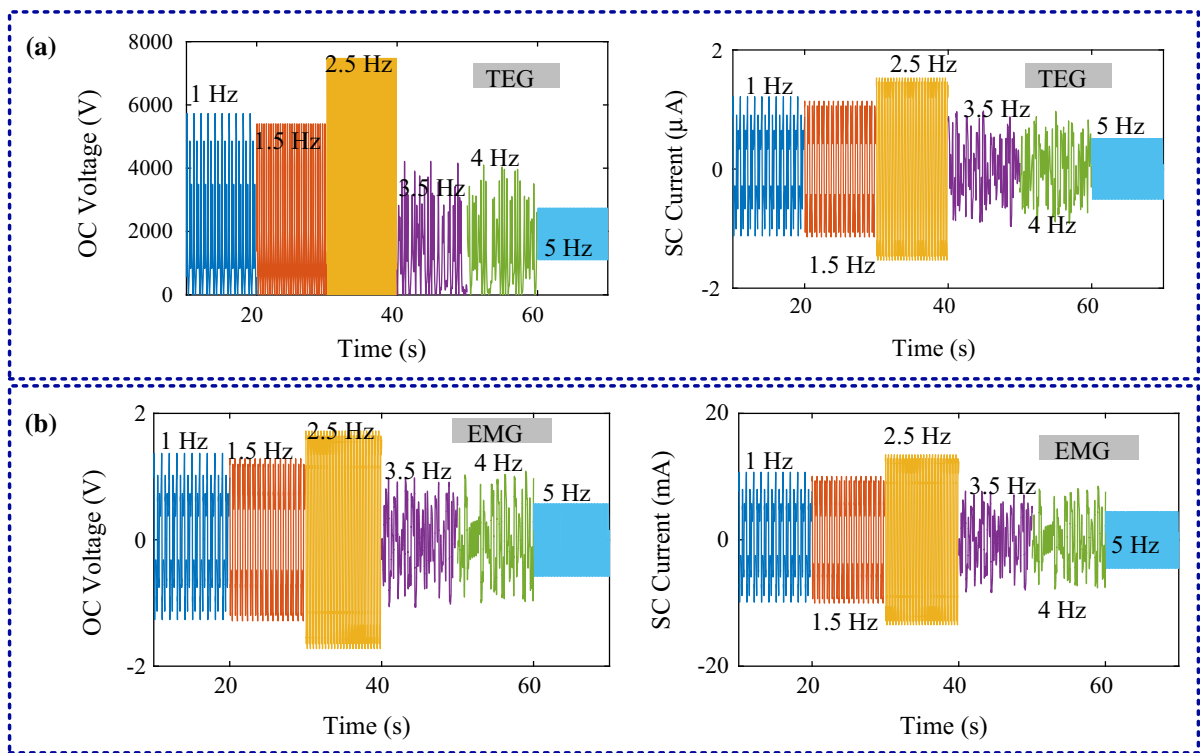 (a)
8000
6000
4000
2000
0
OC Voltage (V)
1 Hz
1.5 Hz
2.5 Hz
3.5 Hz
4 Hz
5 Hz
TEG
20
40
60
Time (s)
2
0
-2
SC Current (μA)
1 Hz
1.5 Hz
2.5 Hz
3.5 Hz
4 Hz
5 Hz
TEG
20
40
60
Time (s)
(b)
2
0
-2
OC Voltage (V)
1 Hz
1.5 Hz
2.5 Hz
3.5 Hz
4 Hz
5 Hz
EMG
20
40
60
Time (s)
20
0
-20
SC Current (mA)
1 Hz
1.5 Hz
2.5 Hz
3.5 Hz
4 Hz
5 Hz
EMG
20
40
60
Time (s)